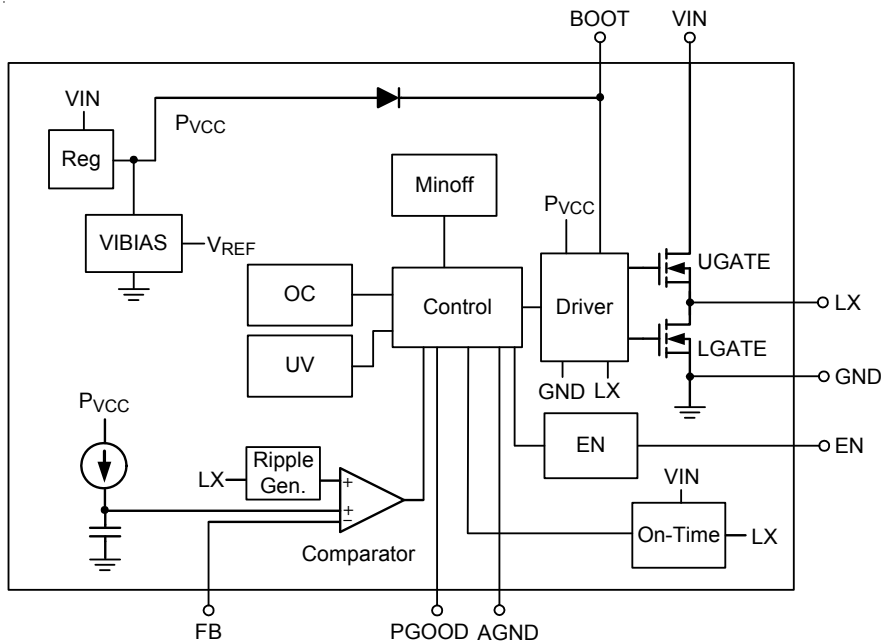 BOOT VIN
VIN
PVCC
Reg
Minoff
PVCC
VIBIAS
VREF
UGATE
OC
Control
Driver
LX
UV
LGATE
GND
GND LX
PVCC
EN
EN
LX
Ripple
Gen.
+
+
−
VIN
Comparator
On-Time
LX
FB
PGOOD AGND